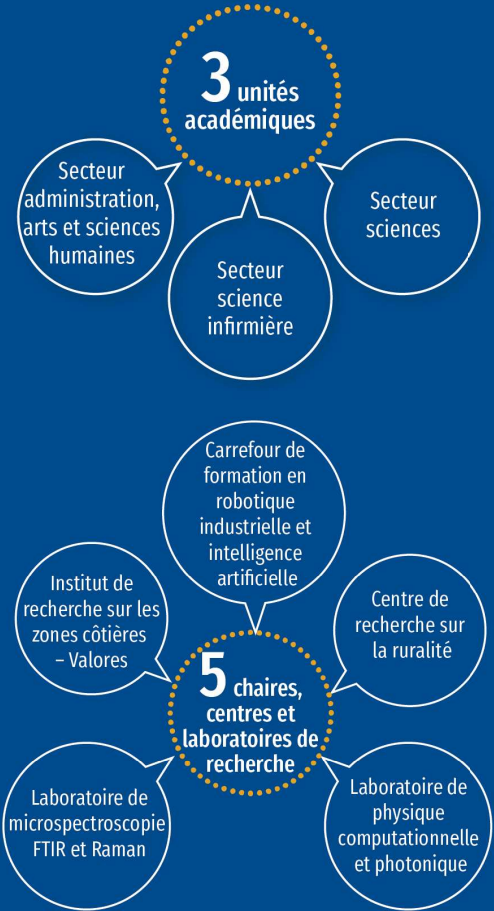 3 unités
académiques
Secteur
administration,
arts et sciences
humaines
Secteur
science
infirmière
Secteur
sciences
Carrefour de
formation en
robotique
industrielle et
intelligence
artificielle
Institut de
recherche sur les
zones côtières
– Valores
Centre de
recherche sur
la ruralité
5 chaires,
centres et
laboratoires de
recherche
Laboratoire de
microspectroscopie
FTIR et Raman
Laboratoire de
physique
computationnelle
et photonique